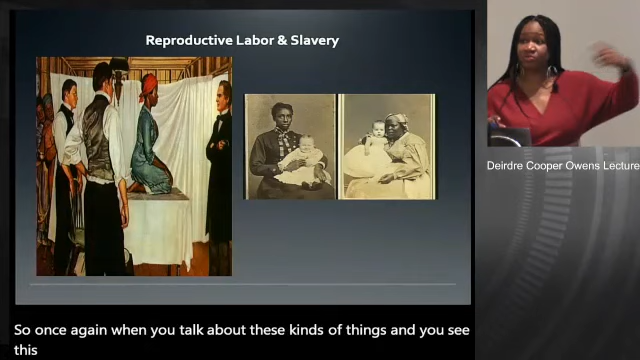 Reproductive Labor & Slavery
Deirdre Cooper Owens Lecture
So once again when you talk about these kinds of things and you see
this